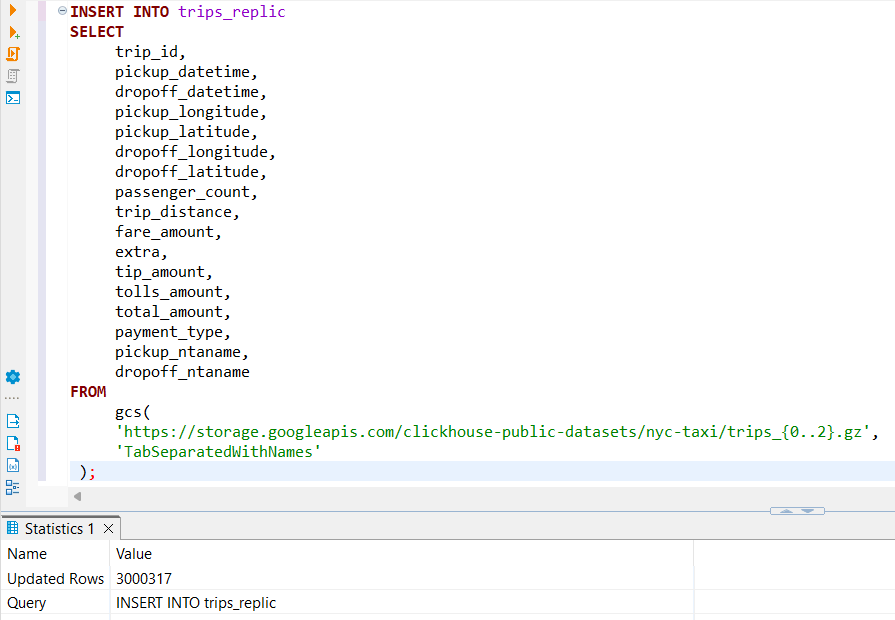 INSERT INTO trips_replic
SELECT
trip_id,
pickup_datetime,
dropoff_datetime,
pickup_longitude,
pickup_latitude,
dropoff_longitude,
dropoff_latitude,
passenger_count,
trip_distance,
fare_amount,
extra,
tip_amount,
tolls_amount,
total_amount,
payment_type,
pickup_ntaname,
dropoff_ntaname
FROM
gcs(
'https://storage.googleapis.com/clickhouse-public-datasets/nyc-taxi/trips_{0..2}.gz',
'TabSeparatedWithNames'
);
Statistics 1
Name Value
Updated Rows 3000317
Query INSERT INTO trips_replic